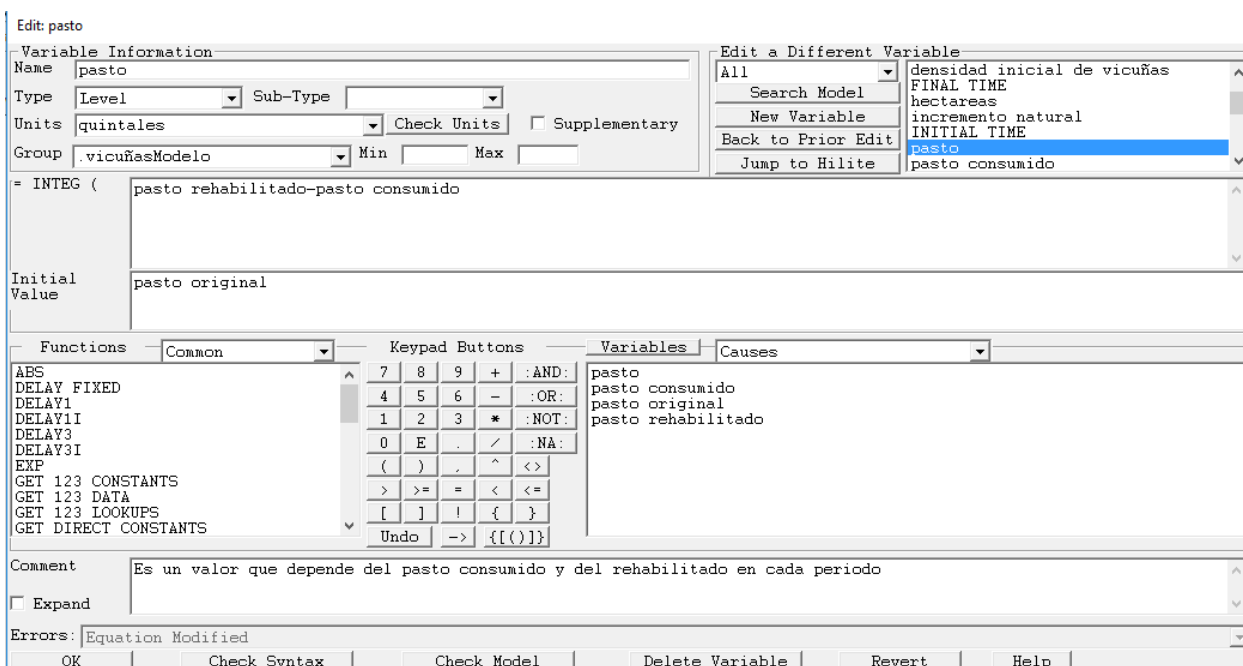 Edit: pasto
Variable Information
Name pasto
Type Level Sub-Type
Units quintales Check Units Supplementary
Group .vicuñasModelo Min Max
Edit a Different Variable
All
Search Model
New Variable
Back to Prior Edit
Jump to Hilite
densidad inicial de vicuñas
FINAL TIME
hectareas
incremento natural
INITIAL TIME
pasto
pasto consumido
= INTEG (
pasto rehabilitado-pasto consumido
Initial
Value
pasto original
Functions Common
ABS
DELAY FIXED
DELAY1
DELAY1I
DELAY3
DELAY3I
EXP
GET 123 CONSTANTS
GET 123 DATA
GET 123 LOOKUPS
GET DIRECT CONSTANTS
Keypad Buttons
7 8 9 + :AND:
4 5 6 - :OR:
1 2 3 * :NOT:
0 E . / :NA:
( ) , ^ <>
> >= = < <=
[ ] ! { }
Undo -> {[()]}
Variables Causes
pasto
pasto consumido
pasto original
pasto rehabilitado
Comment
Es un valor que depende del pasto consumido y del rehabilitado en cada periodo
Expand
Errors: Equation Modified
OK Check Syntax Check Model Delete Variable Revert Help